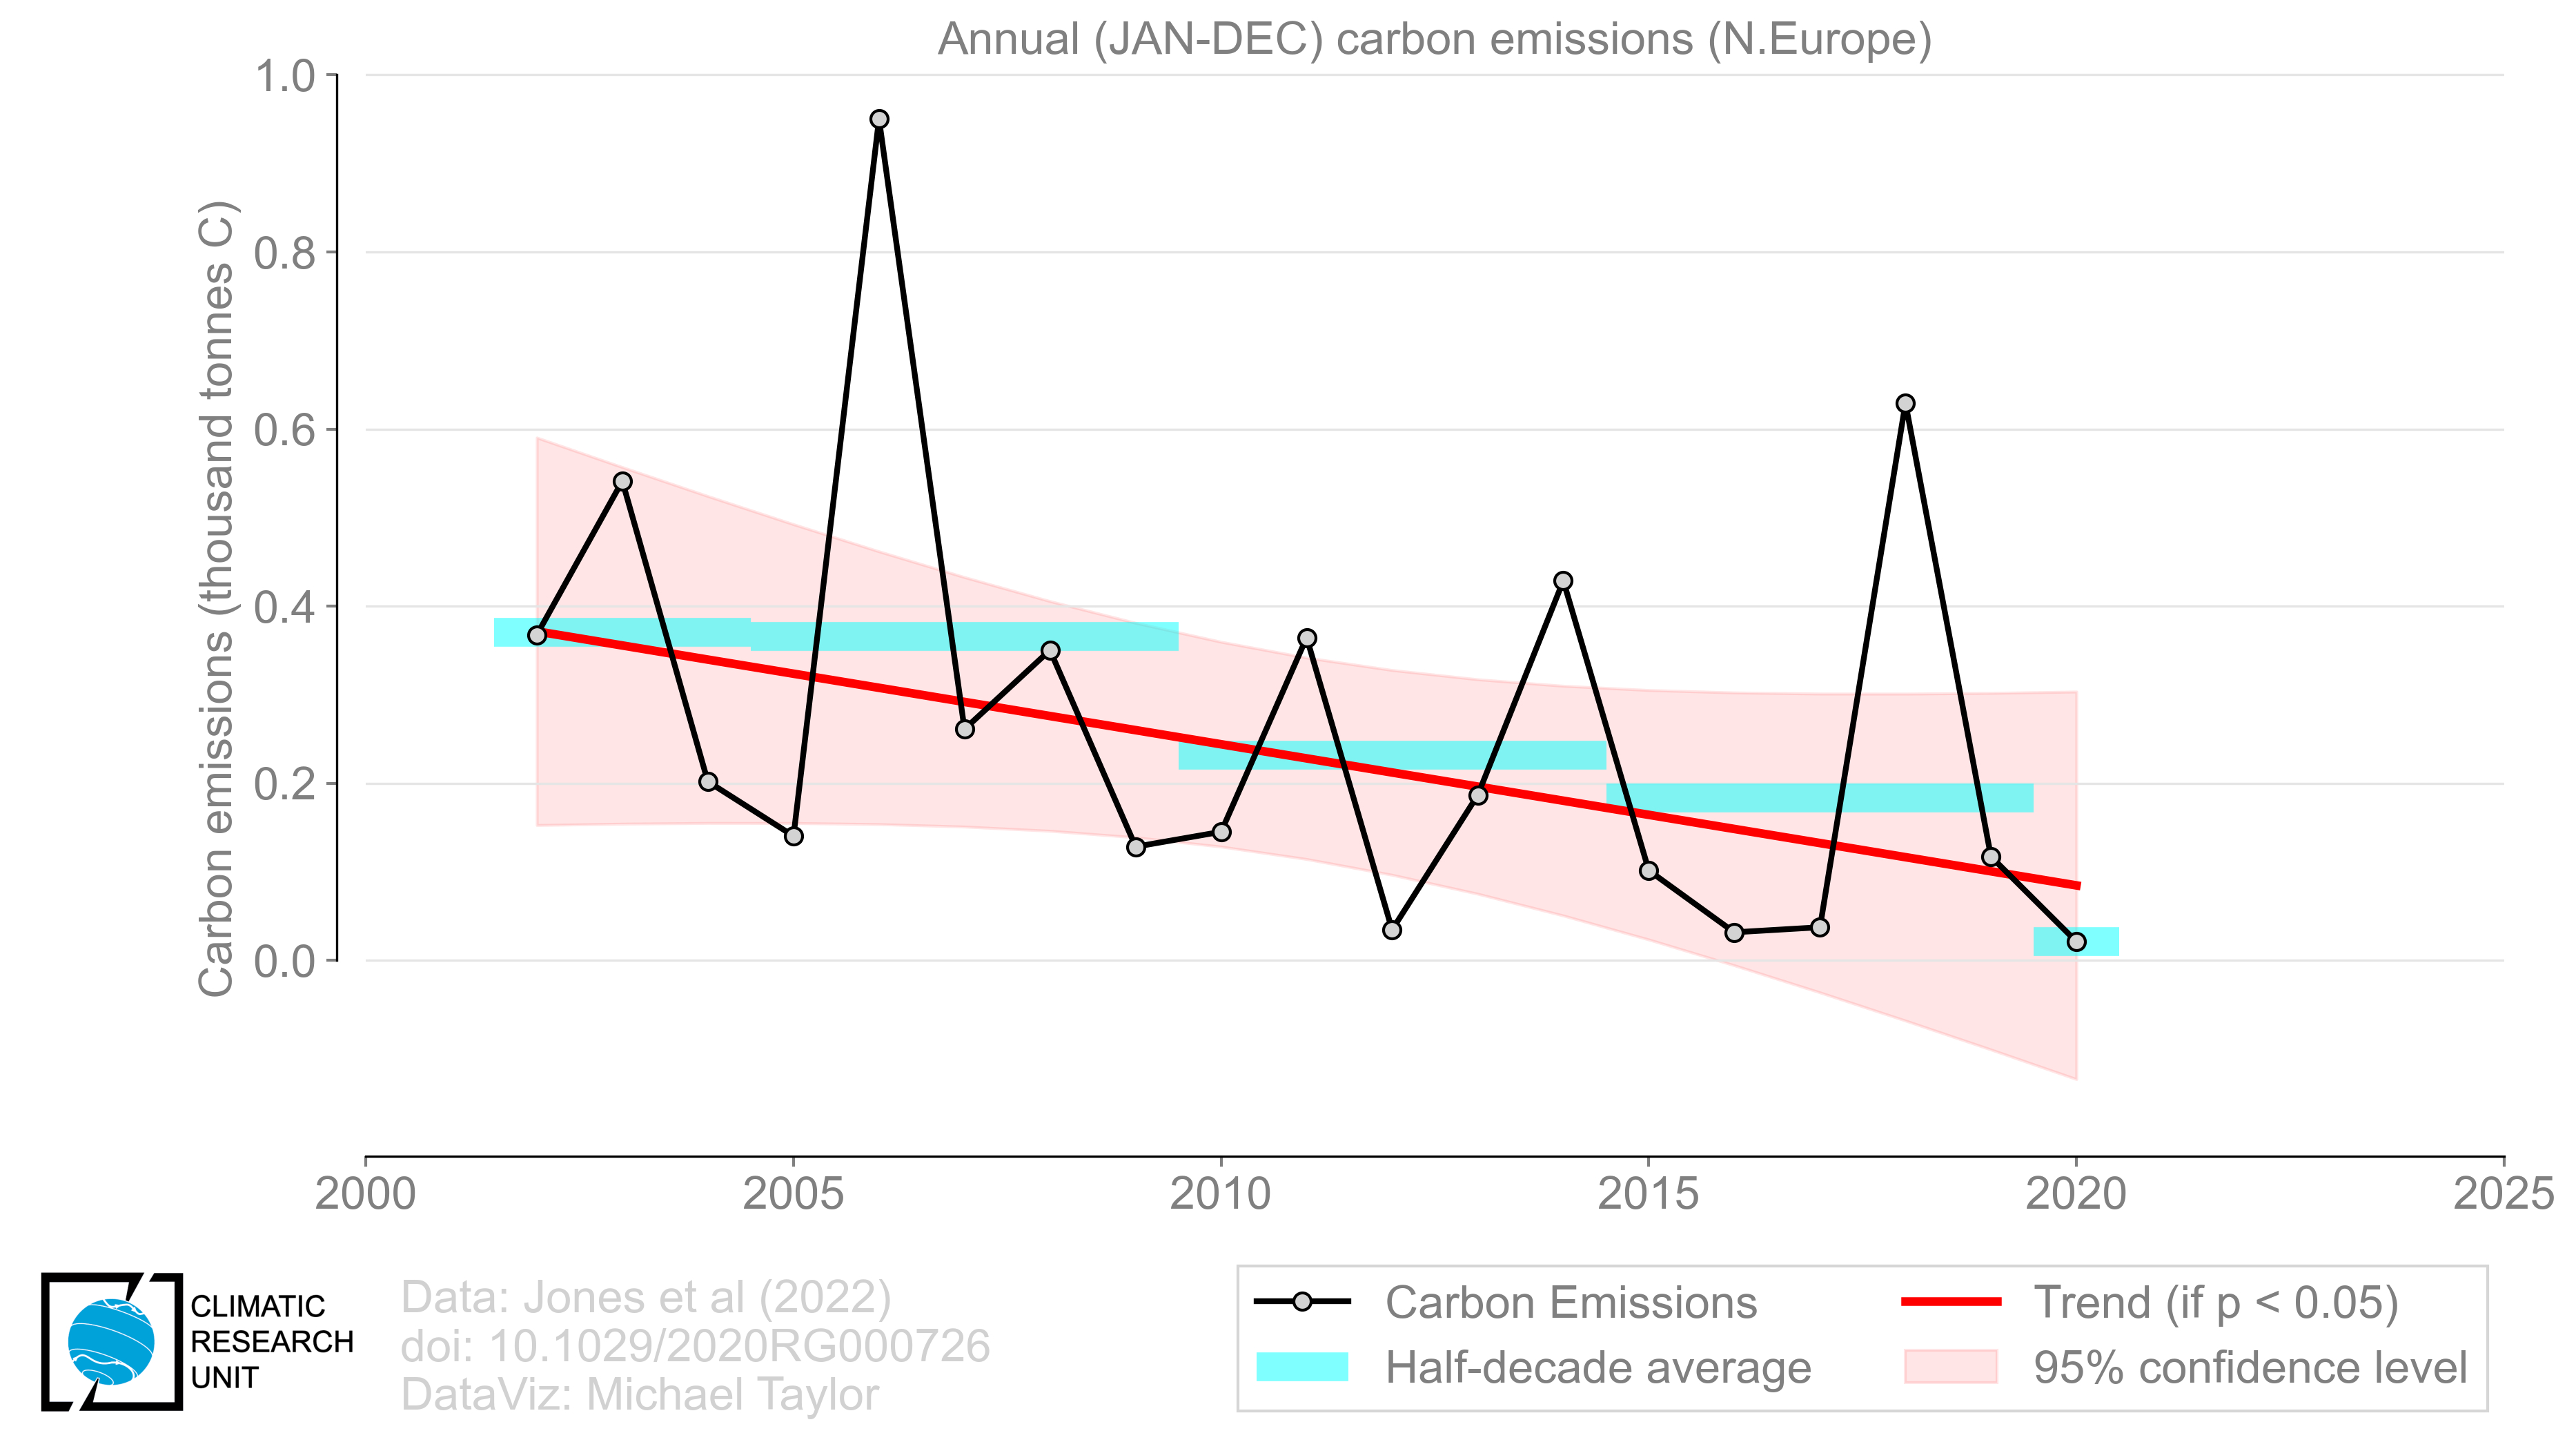 Annual (JAN-DEC) carbon emissions (N.Europe)
Carbon emissions (thousand tonnes C)
1.0
0.8
0.6
0.4
0.2
0.0
2000 2005 2010 2015 2020 2025
CLIMATIC
RESEARCH
UNIT
Data: Jones et al (2022)
doi: 10.1029/2020RG000726
DataViz: Michael Taylor
Carbon Emissions
Half-decade average
Trend (if p < 0.05)
95% confidence level